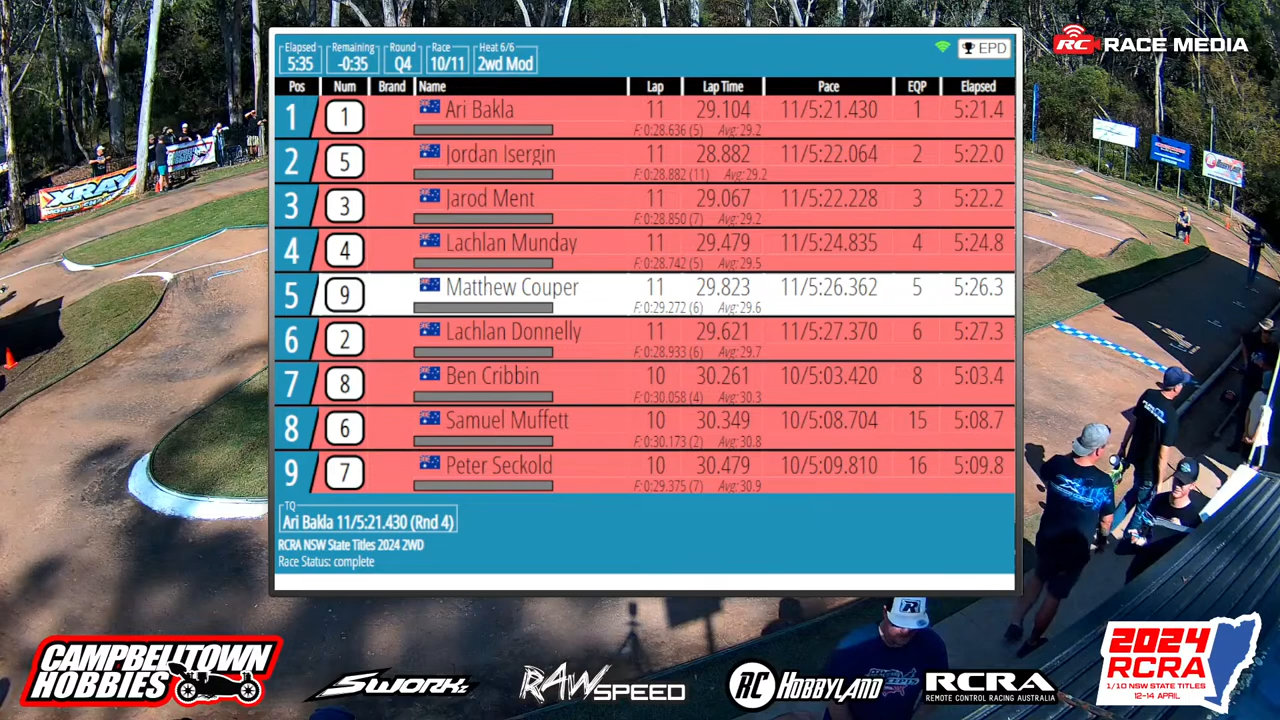 RC RACE MEDIA
Elapsed 5:35 Remaining -0:35 Round Q4 Race 10/11 Heat 6/6 2wd Mod
EPD
Pos Num Brand Name Lap Lap Time Pace EQP Elapsed
1 1 Ari Bakla 11 29.104 11/5:21.430 1 5:21.4
F: 0:28.636 (5) Avg: 29.2
2 5 Jordan Isergin 11 28.882 11/5:22.064 2 5:22.0
F: 0:28.882 (11) Avg: 29.2
3 3 Jarod Ment 11 29.067 11/5:22.228 3 5:22.2
F: 0:28.850 (7) Avg: 29.2
4 4 Lachlan Munday 11 29.479 11/5:24.835 4 5:24.8
F: 0:28.742 (5) Avg: 29.5
5 9 Matthew Couper 11 29.823 11/5:26.362 5 5:26.3
F: 0:29.272 (6) Avg: 29.6
6 2 Lachlan Donnelly 11 29.621 11/5:27.370 6 5:27.3
F: 0:28.933 (6) Avg: 29.7
7 8 Ben Cribbin 10 30.261 10/5:03.420 8 5:03.4
F: 0:30.058 (4) Avg: 30.3
8 6 Samuel Muffett 10 30.349 10/5:08.704 15 5:08.7
F: 0:30.173 (2) Avg: 30.8
9 7 Peter Seckold 10 30.479 10/5:09.810 16 5:09.8
F: 0:29.375 (7) Avg: 30.9
TQ
Ari Bakla 11/5:21.430 (Rnd 4)
RCRA NSW State Titles 2024 2WD
Race Status: complete
XRAY
CAMPBELLTOWN HOBBIES
SWORKz
RAW SPEED
RC HOBBYLAND
RCRA
REMOTE CONTROL RACING AUSTRALIA
2024
RCRA
1/10 NSW STATE TITLES
12-14 APRIL